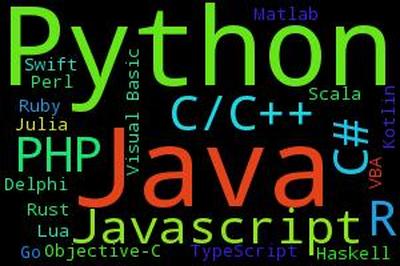 Matlab
Python
Swift
Perl
Visual Basic
Scala
Kotlin
Ruby
C/C++
Julia
C#
PHP
Java
VBA
Delphi
Rust
Javascript
R
Lua
Go
Objective-C
TypeScript
Haskell